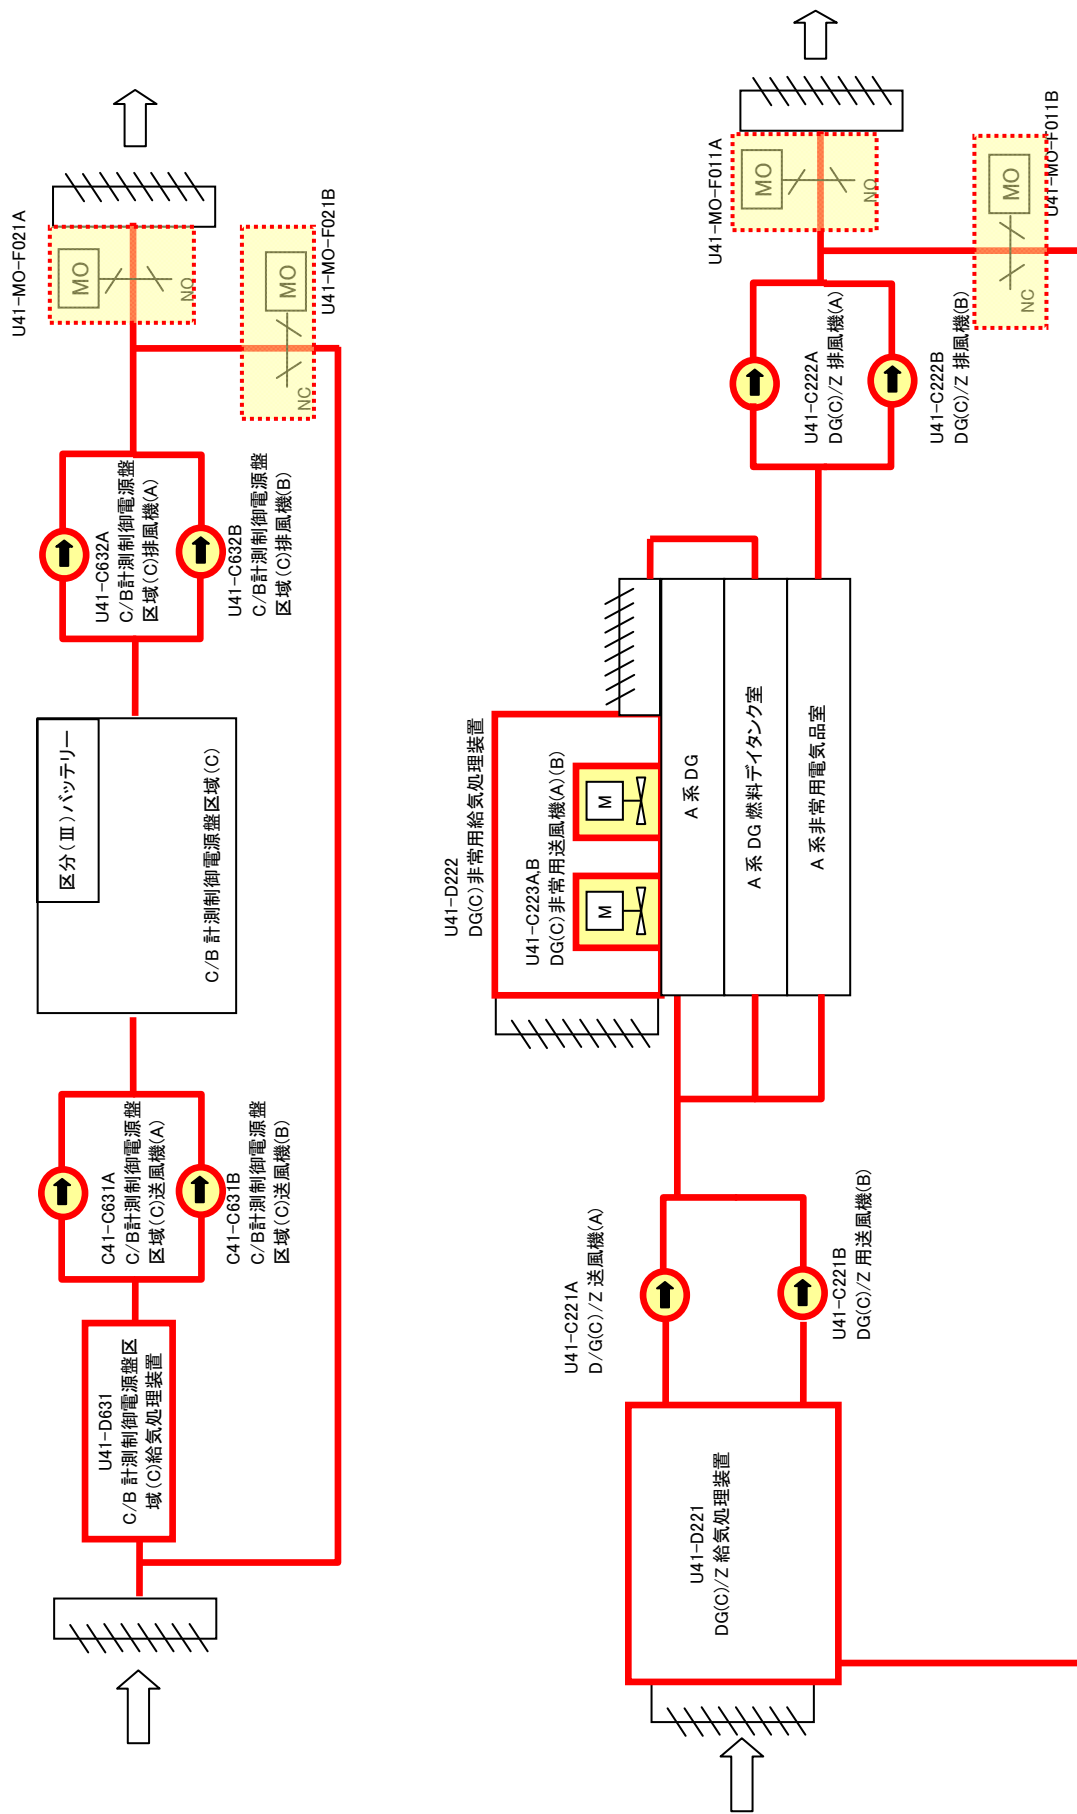 U41-MO-F021A
MO
NO
U41-MO-F021B
MO
NC
U41-C632A
C/B計測制御電源盤
区域(C)排風機(A)
U41-C632B
C/B計測制御電源盤
区域(C)排風機(B)
区分(Ⅲ)バッテリー
C/B 計測制御電源盤区域(C)
C41-C631A
C/B計測制御電源盤
区域(C)送風機(A)
C41-C631B
C/B計測制御電源盤
区域(C)送風機(B)
U41-D631
C/B 計測制御電源盤区
域(C)給気処理装置
U41-MO-F011A
MO
NO
U41-MO-F011B
MO
NC
U41-C222A
DG(C)/Z 排風機(A)
U41-C222B
DG(C)/Z 排風機(B)
U41-D222
DG(C)非常用給気処理装置
U41-C223A,B
DG(C)非常用送風機(A)(B)
M
M
A 系 DG
A 系 DG 燃料デイタンク室
A 系非常用電気品室
U41-C221A
D/G(C)/Z 送風機(A)
U41-C221B
DG(C)/Z 用送風機(B)
U41-D221
DG(C)/Z 給気処理装置